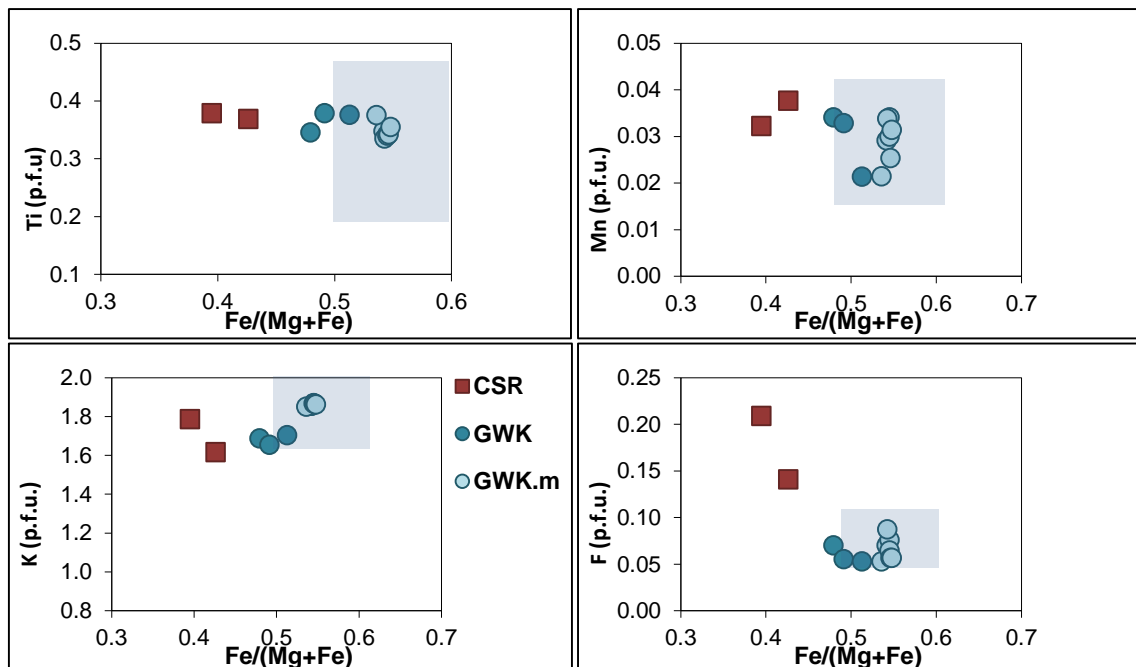 0.5
0.4
0.3
0.2
0.1
Ti (p.f.u)
0.3 0.4 0.5 0.6
Fe/(Mg+Fe)
0.05
0.04
0.03
0.02
0.01
0.00
Mn (p.f.u)
0.3 0.4 0.5 0.6 0.7
Fe/(Mg+Fe)
2.0
1.8
1.6
1.4
1.2
1.0
0.8
K (p.f.u.)
0.3 0.4 0.5 0.6 0.7
Fe/(Mg+Fe)
CSR
GWK
GWK.m
0.25
0.20
0.15
0.10
0.05
0.00
F (p.f.u.)
0.3 0.4 0.5 0.6 0.7
Fe/(Mg+Fe)